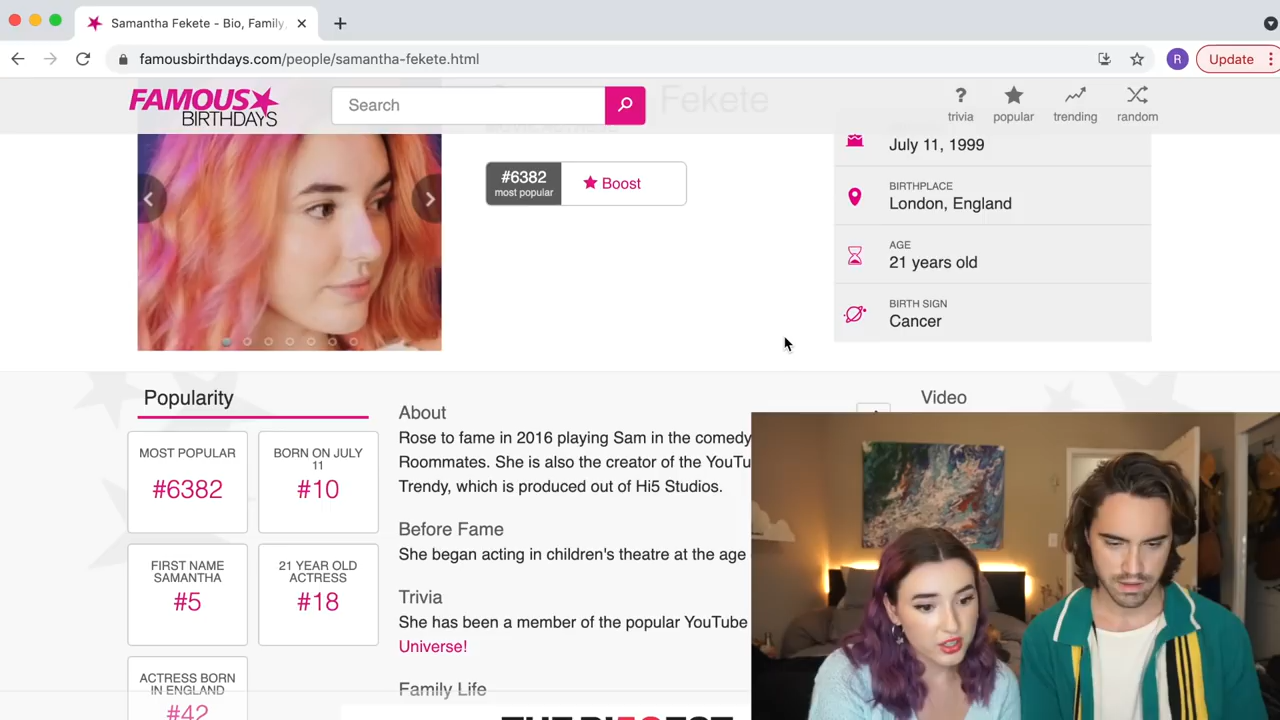 Samantha Fekete - Bio, Family,
famousbirthdays.com/people/samantha-fekete.html
R
Update
FAMOUS
BIRTHDAYS
Search
Fekete
trivia
popular
trending
random
#6382
most popular
Boost
July 11, 1999
BIRTHPLACE
London, England
AGE
21 years old
BIRTH SIGN
Cancer
Popularity
MOST POPULAR
#6382
BORN ON JULY
11
#10
FIRST NAME
SAMANTHA
#5
21 YEAR OLD
ACTRESS
#18
ACTRESS BORN
IN ENGLAND
#42
About
Rose to fame in 2016 playing Sam in the comedy
Roommates. She is also the creator of the YouTu
Trendy, which is produced out of Hi5 Studios.
Before Fame
She began acting in children's theatre at the age
Trivia
She has been a member of the popular YouTube
Universe!
Family Life
Video